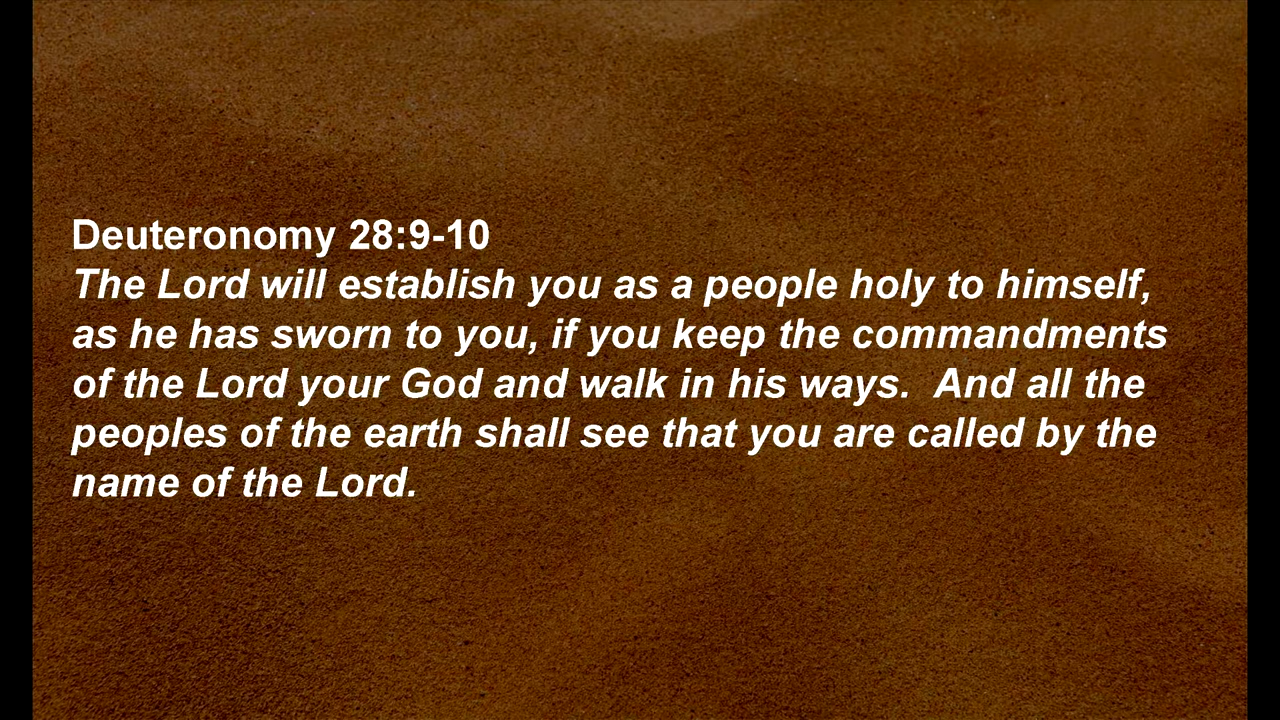 Deuteronomy 28:9-10
The Lord will establish you as a people holy to himself,
as he has sworn to you, if you keep the commandments
of the Lord your God and walk in his ways.  And all the
peoples of the earth shall see that you are called by the
name of the Lord.